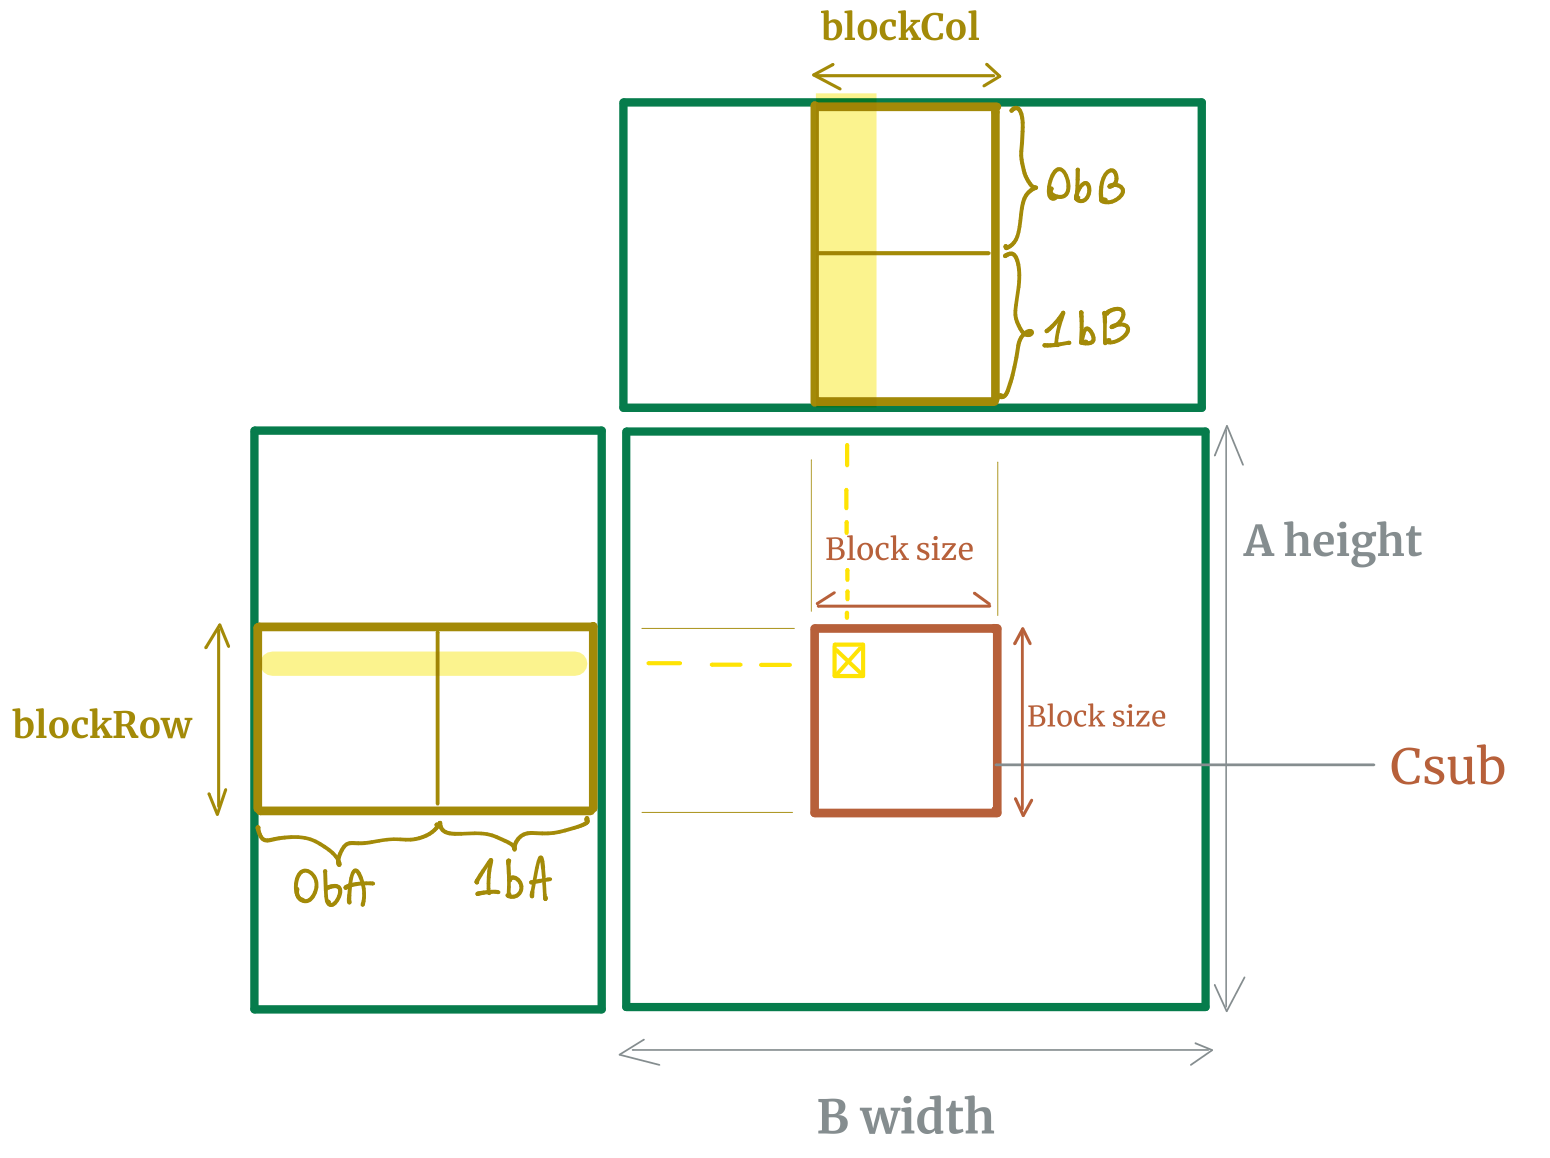 blockCol
0bB
1bB
A height
Block size
blockRow
Block size
Csub
0bA
1bA
B width